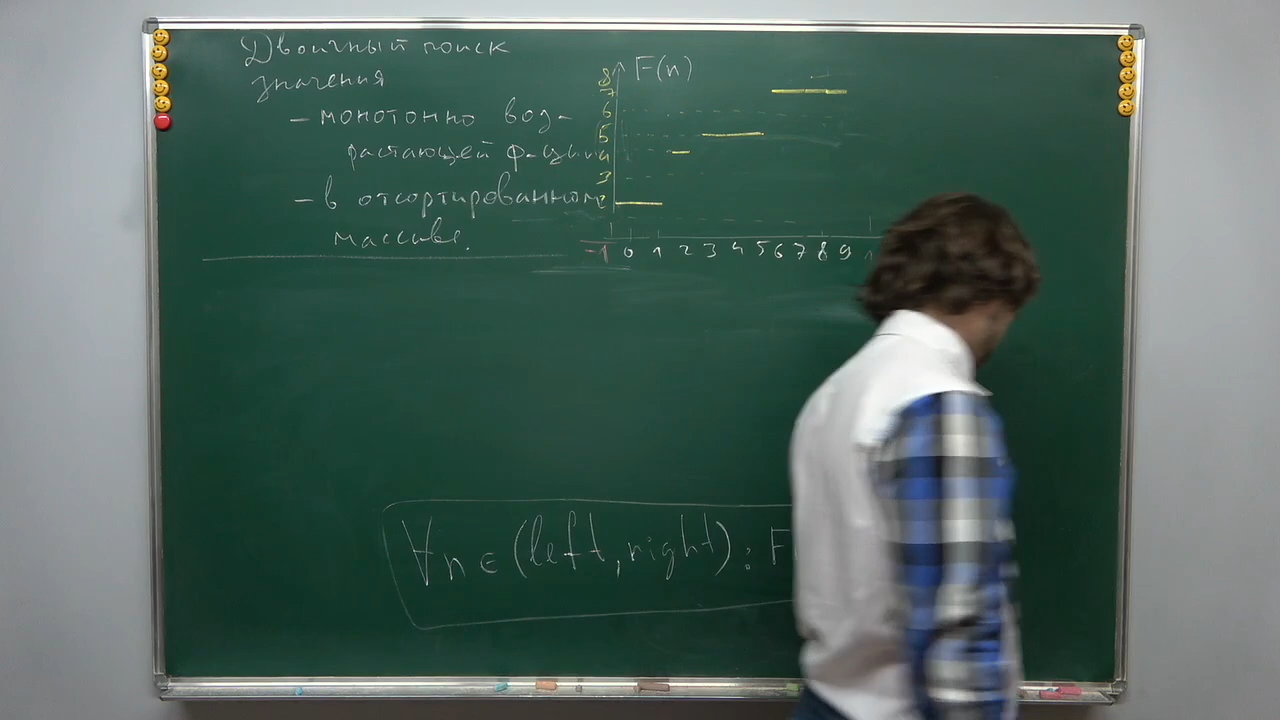 Двоичный поиск
значения
- монотонно воз-
растающей ф-ции
- в отсортированном
массиве.
F(n)
8
7
6
5
4
3
2
-1 0 1 2 3 4 5 6 7 8 9 1
∀n ∈ (left, right): F